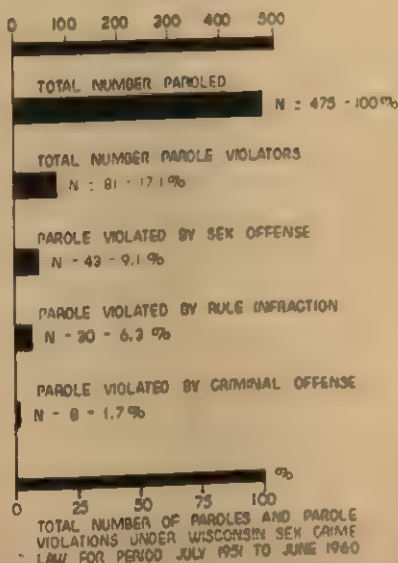 0 100 200 300 400 500
TOTAL NUMBER PAROLED
N = 475 - 100%
TOTAL NUMBER PAROLE VIOLATORS
N = 81 - 17.1%
PAROLE VIOLATED BY SEX OFFENSE
N - 43 - 9.1%
PAROLE VIOLATED BY RULE INFRACTION
N - 30 - 6.3%
PAROLE VIOLATED BY CRIMINAL OFFENSE
N - 8 - 1.7%
%
0 25 50 75 100
TOTAL NUMBER OF PAROLES AND PAROLE
VIOLATIONS UNDER WISCONSIN SEX CRIME
LAW FOR PERIOD JULY 1951 TO JUNE 1960